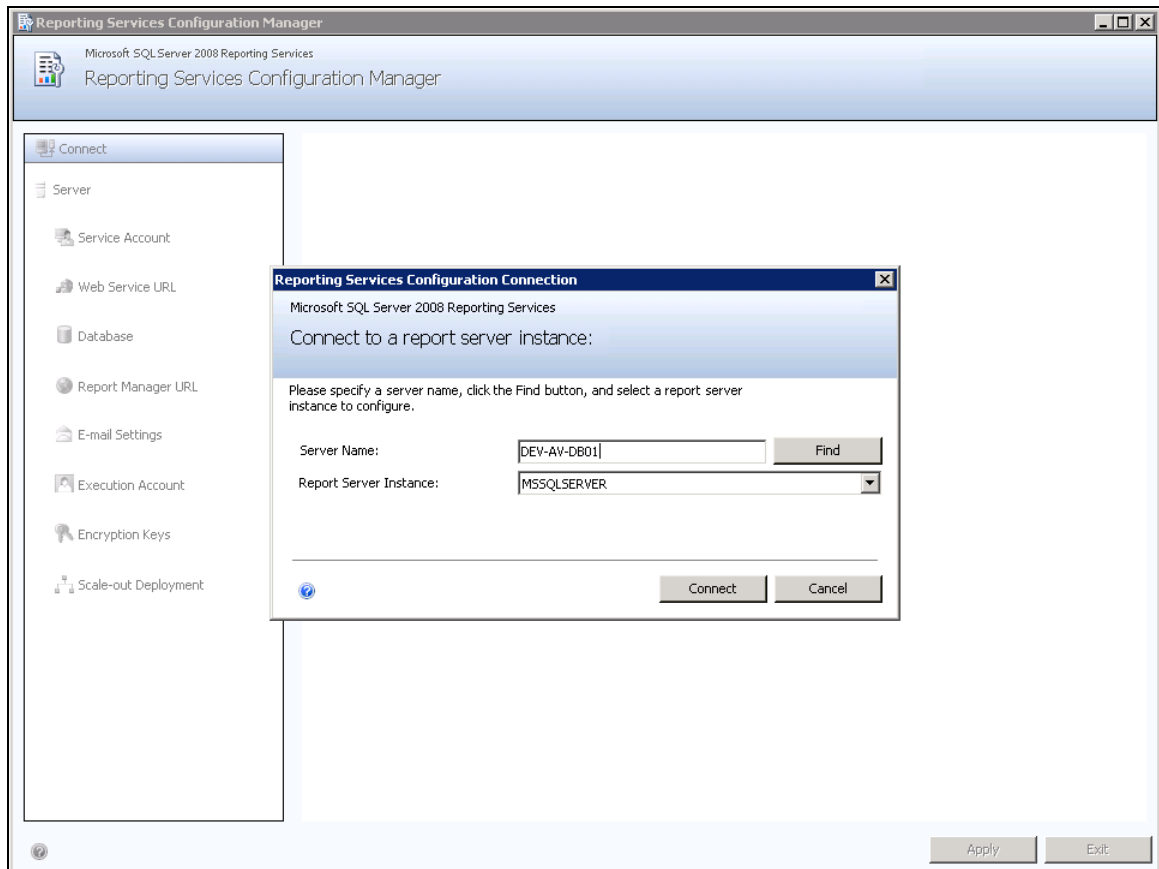 Reporting Services Configuration Manager
Microsoft SQL Server 2008 Reporting Services
Reporting Services Configuration Manager
Connect
Server
Service Account
Web Service URL
Database
Report Manager URL
E-mail Settings
Execution Account
Encryption Keys
Scale-out Deployment
Reporting Services Configuration Connection
Microsoft SQL Server 2008 Reporting Services
Connect to a report server instance:
Please specify a server name, click the Find button, and select a report server
instance to configure.
Server Name: DEV-AV-DB01 Find
Report Server Instance: MSSQLSERVER
Connect Cancel
Apply Exit